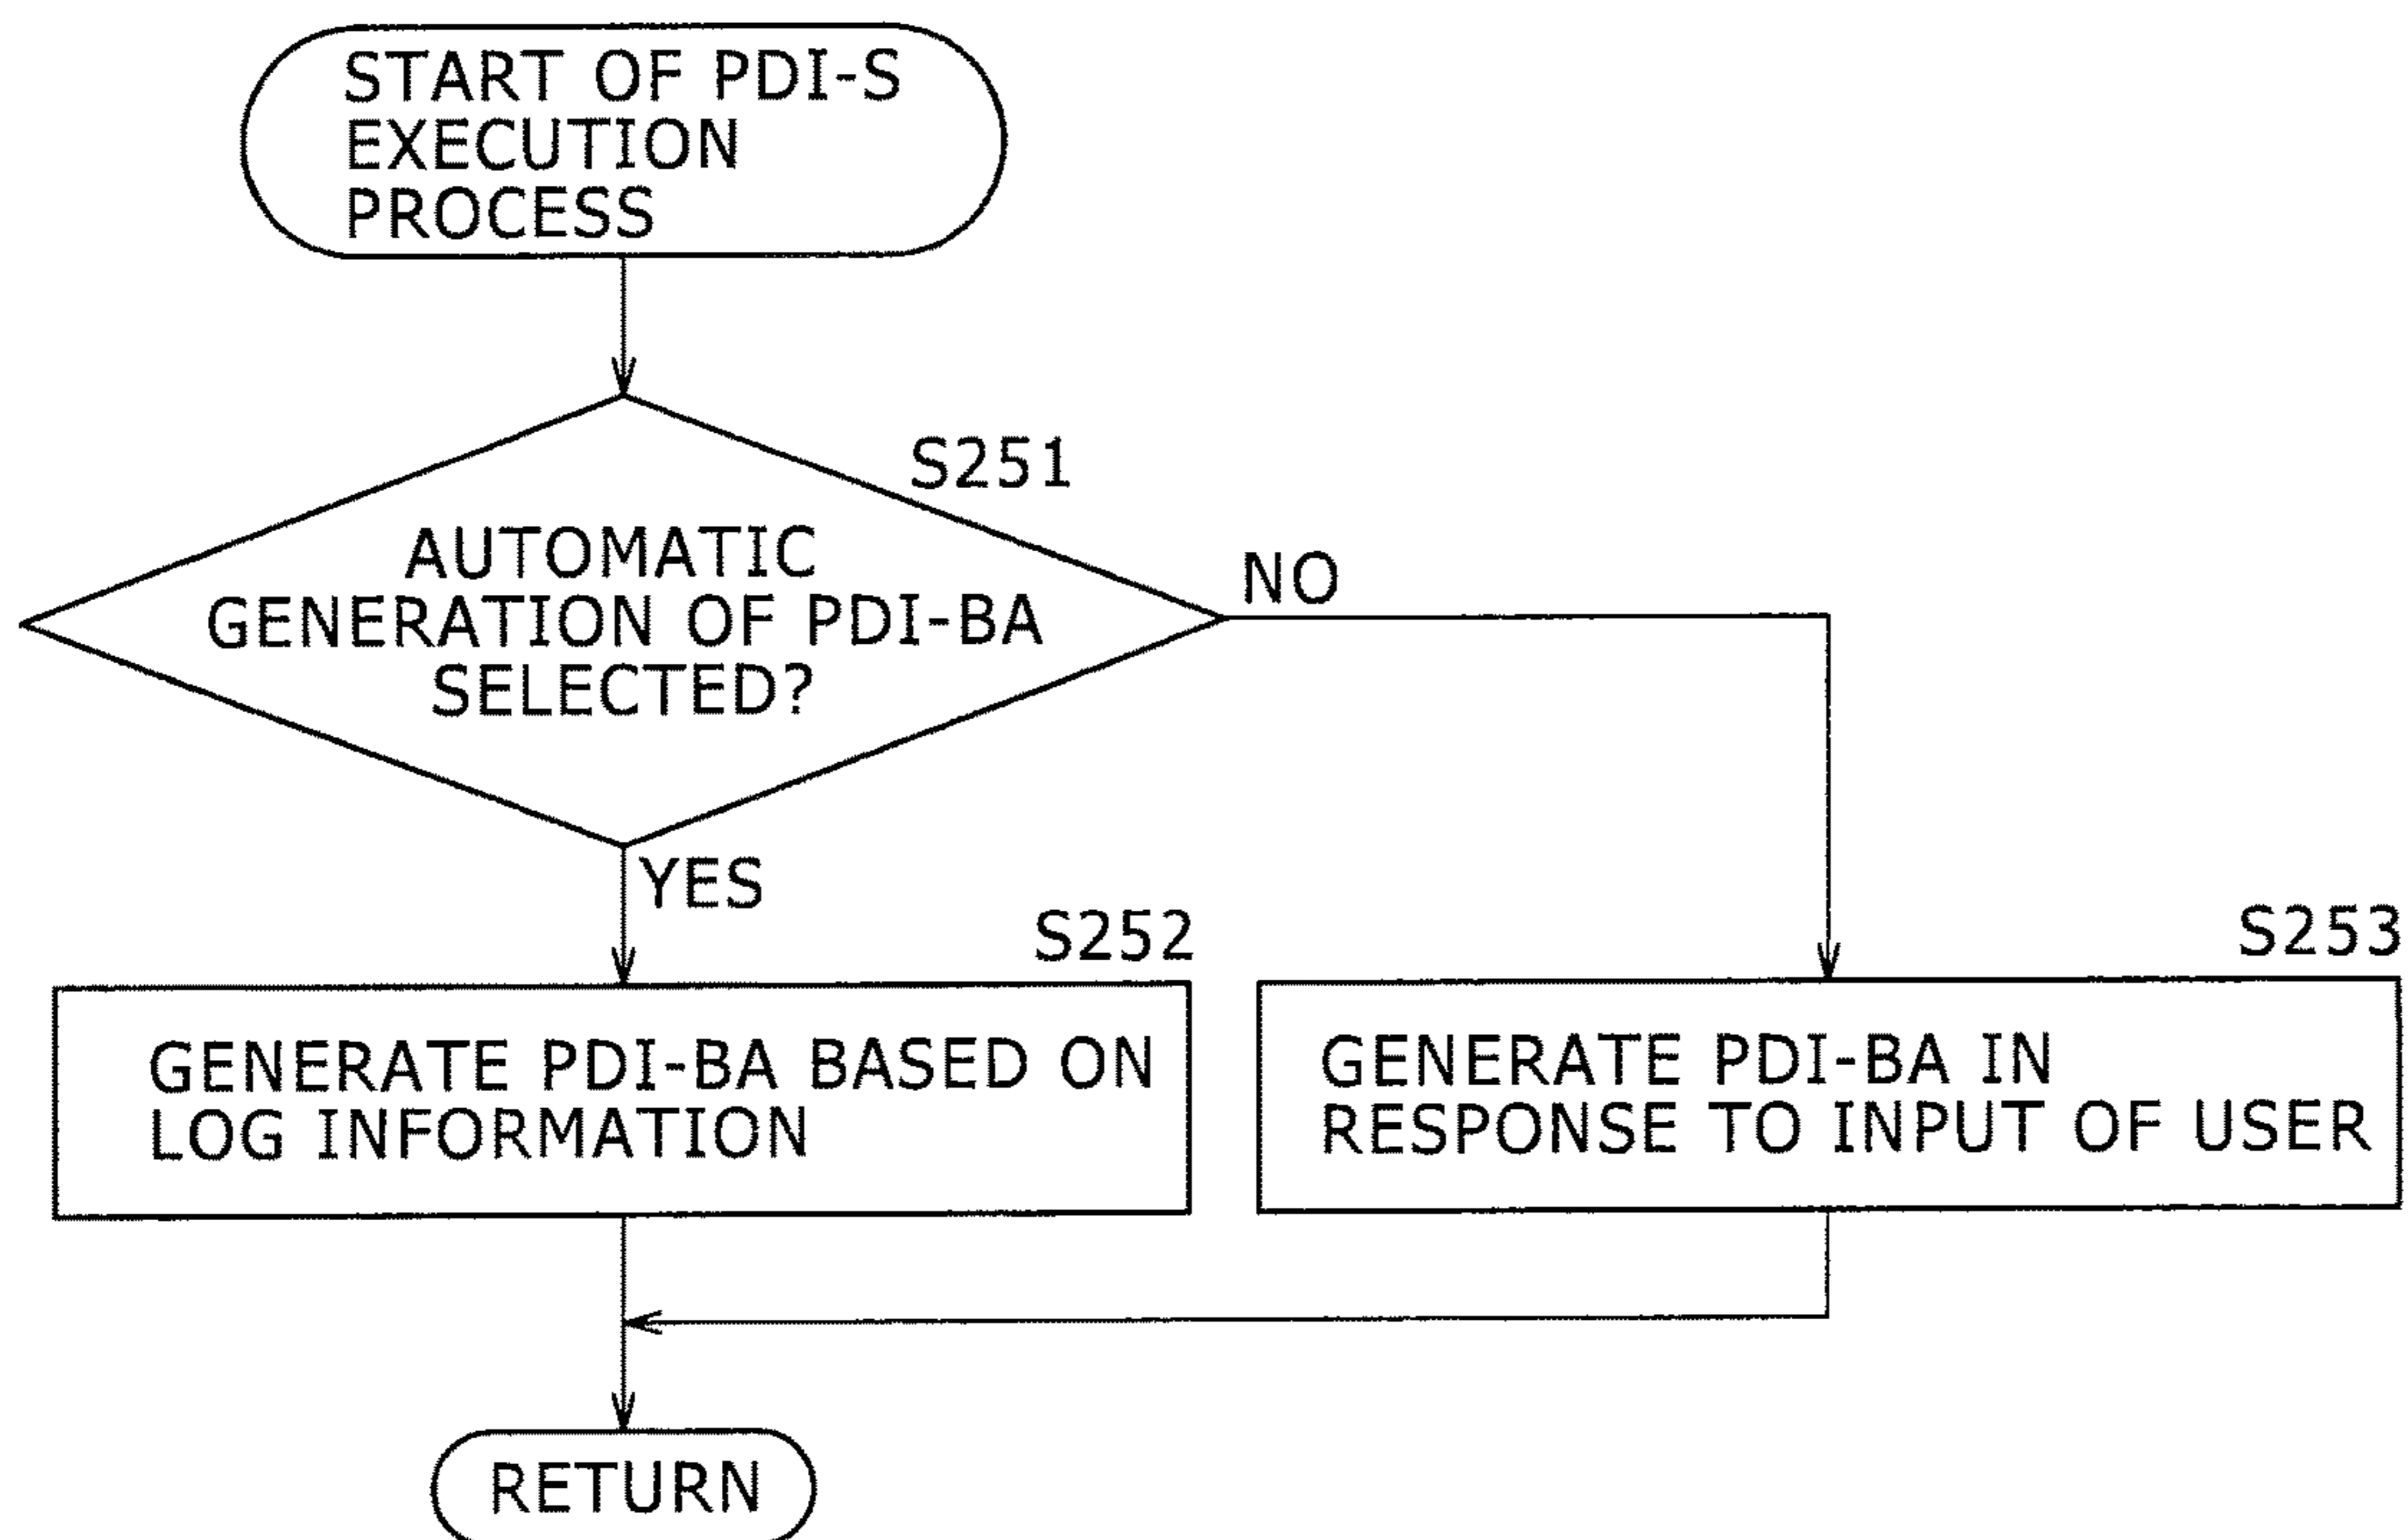 START OF PDI-S
EXECUTION
PROCESS
S251
AUTOMATIC
GENERATION OF PDI-BA
SELECTED?
NO
YES
S252
GENERATE PDI-BA BASED ON
LOG INFORMATION
S253
GENERATE PDI-BA IN
RESPONSE TO INPUT OF USER
RETURN